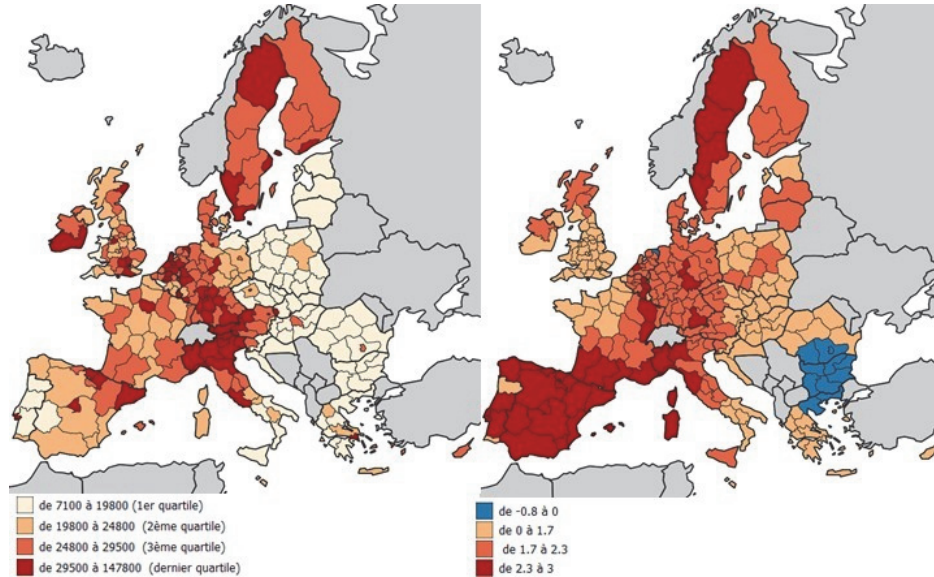 de 7100 à 19800 (1er quartile)
de 19800 à 24800 (2ème quartile)
de 24800 à 29500 (3ème quartile)
de 29500 à 147800 (dernier quartile)
de -0.8 à 0
de 0 à 1.7
de 1.7 à 2.3
de 2.3 à 3